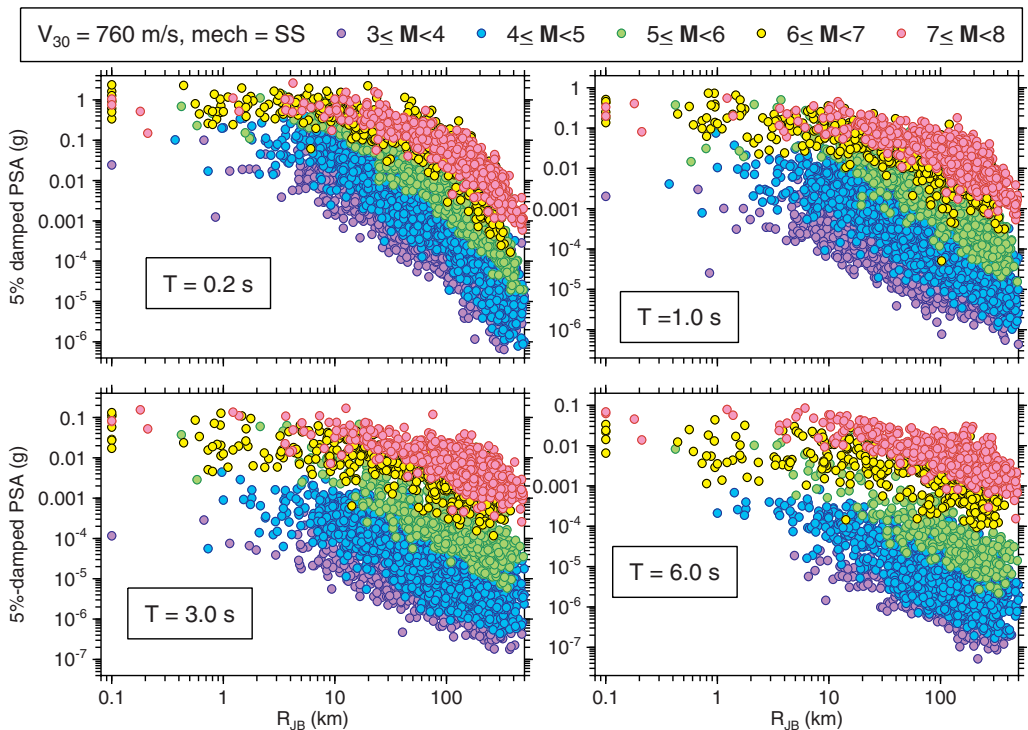 V30 = 760 m/s, mech = SS 3≤ M<4 4≤ M<5 5≤ M<6 6≤ M<7 7≤ M<8
5% damped PSA (g)
1
0.1
0.01
0.001
10-4
10-5
10-6
T = 0.2 s
1
0.1
0.01
0.001
10-4
10-5
10-6
T =1.0 s
5%-damped PSA (g)
0.1
0.01
0.001
10-4
10-5
10-6
10-7
T = 3.0 s
0.1 1 10 100
RJB (km)
0.1
0.01
0.001
10-4
10-5
10-6
10-7
T = 6.0 s
0.1 1 10 100
RJB (km)